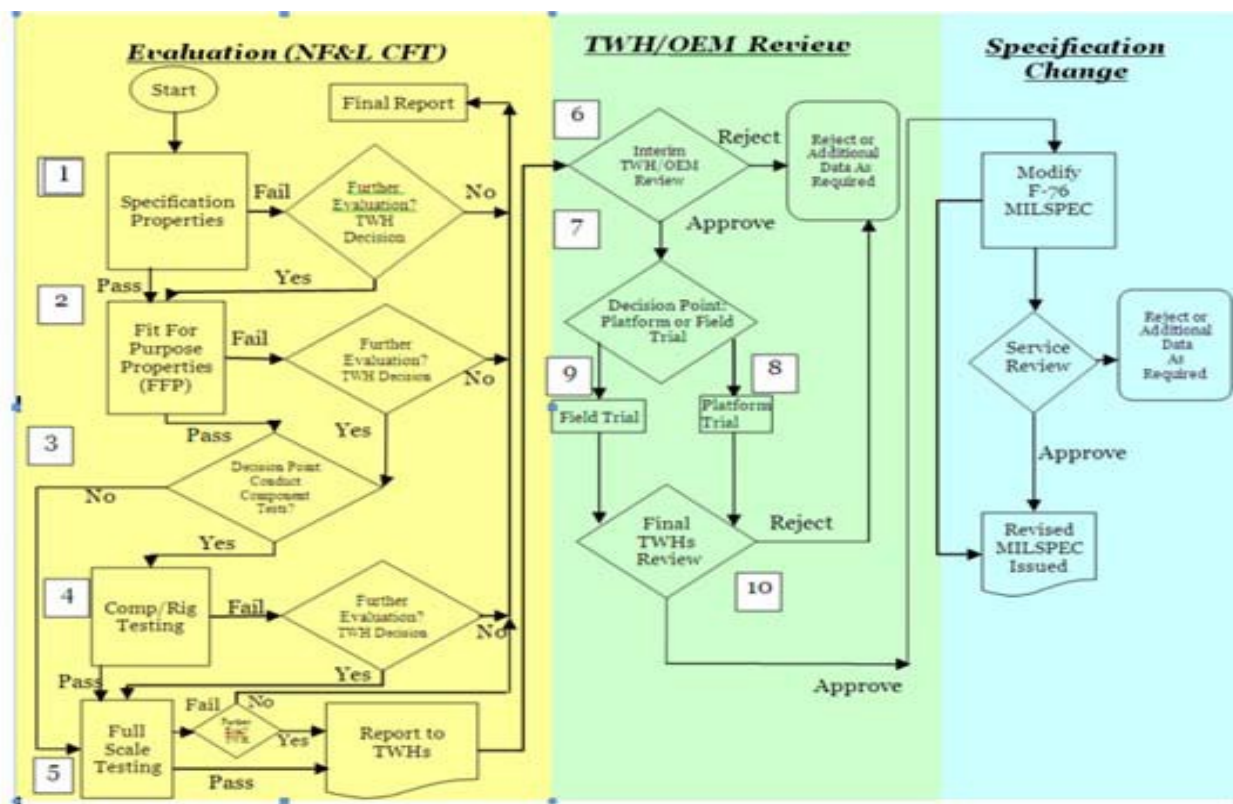 Evaluation (NF&L CFT)
Start
Final Report
1
Specification
Properties
Fail
Further
Evaluation?
TWH
Decision
No
Pass
Yes
2
Fit For
Purpose
Properties
(FFP)
Fail
Further
Evaluation?
TWH Decision
No
Pass
Yes
3
Decision Point:
Conduct
Component
Tests?
No
Yes
4
Comp/Rig
Testing
Fail
Further
Evaluation?
TWH Decision
No
Pass
Yes
5
Full
Scale
Testing
Fail
No
Further
Yes
Pass
Report to
TWHs
TWH/OEM Review
6
Interim
TWH/OEM
Review
Reject
Reject or
Additional
Data As
Required
7
Approve
Decision Point:
Platform or Field
Trial
9
8
Field Trial
Platform
Trial
Final
TWHs
Review
Reject
10
Approve
Specification
Change
Modify
F-76
MILSPEC
Service
Review
Reject or
Additional
Data
As
Required
Approve
Revised
MILSPEC
Issued